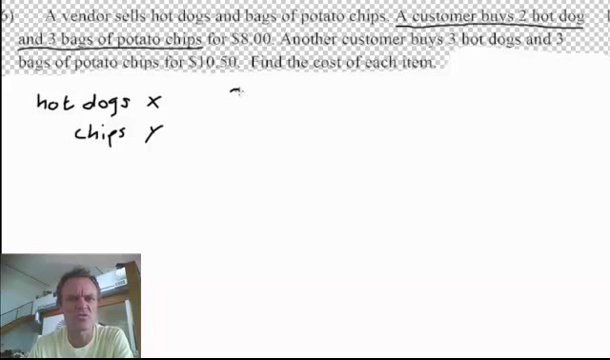 6) A vendor sells hot dogs and bags of potato chips. A customer buys 2 hot dog
and 3 bags of potato chips for $8.00. Another customer buys 3 hot dogs and 3
bags of potato chips for $10.50. Find the cost of each item.
hot dogs x
chips y